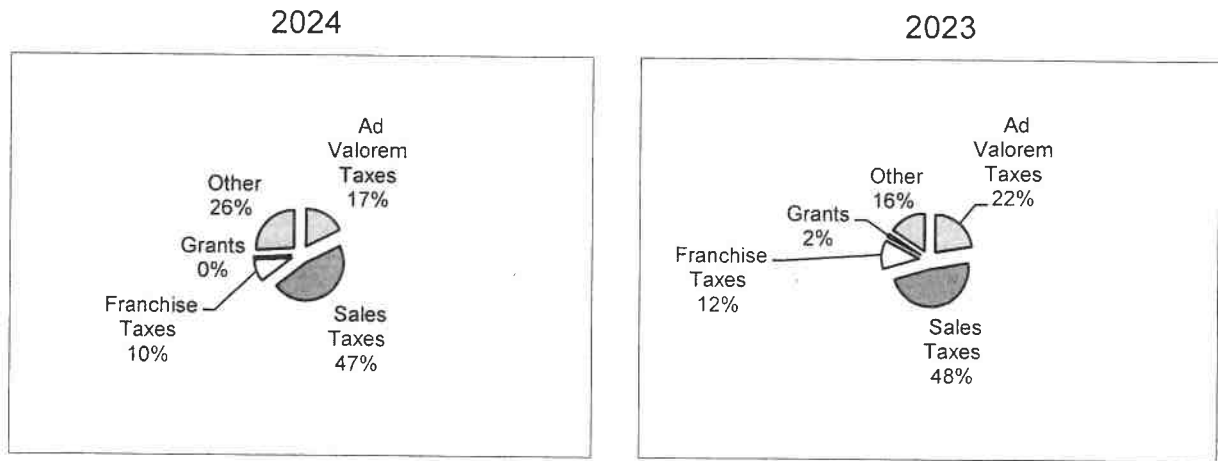 2024
Ad
Valorem
Taxes
17%
Other
26%
Grants
0%
Franchise
Taxes
10%
Sales
Taxes
47%
2023
Ad
Valorem
Taxes
22%
Other
16%
Grants
2%
Franchise
Taxes
12%
Sales
Taxes
48%